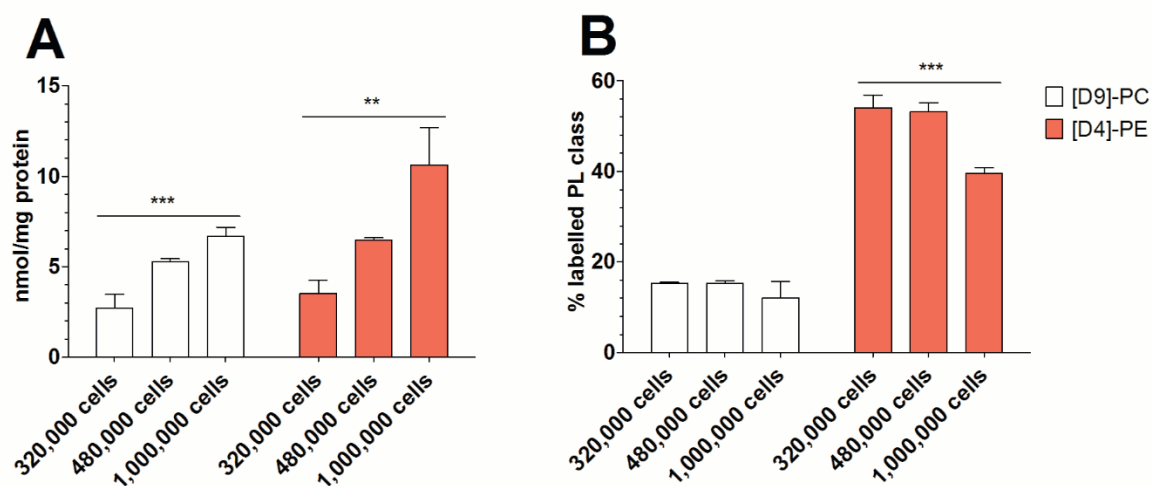 A
nmol/mg protein
15
10
5
0
***
**
320,000 cells
480,000 cells
1,000,000 cells
320,000 cells
480,000 cells
1,000,000 cells
B
% labelled PL class
60
40
20
0
***
320,000 cells
480,000 cells
1,000,000 cells
320,000 cells
480,000 cells
1,000,000 cells
[D9]-PC
[D4]-PE